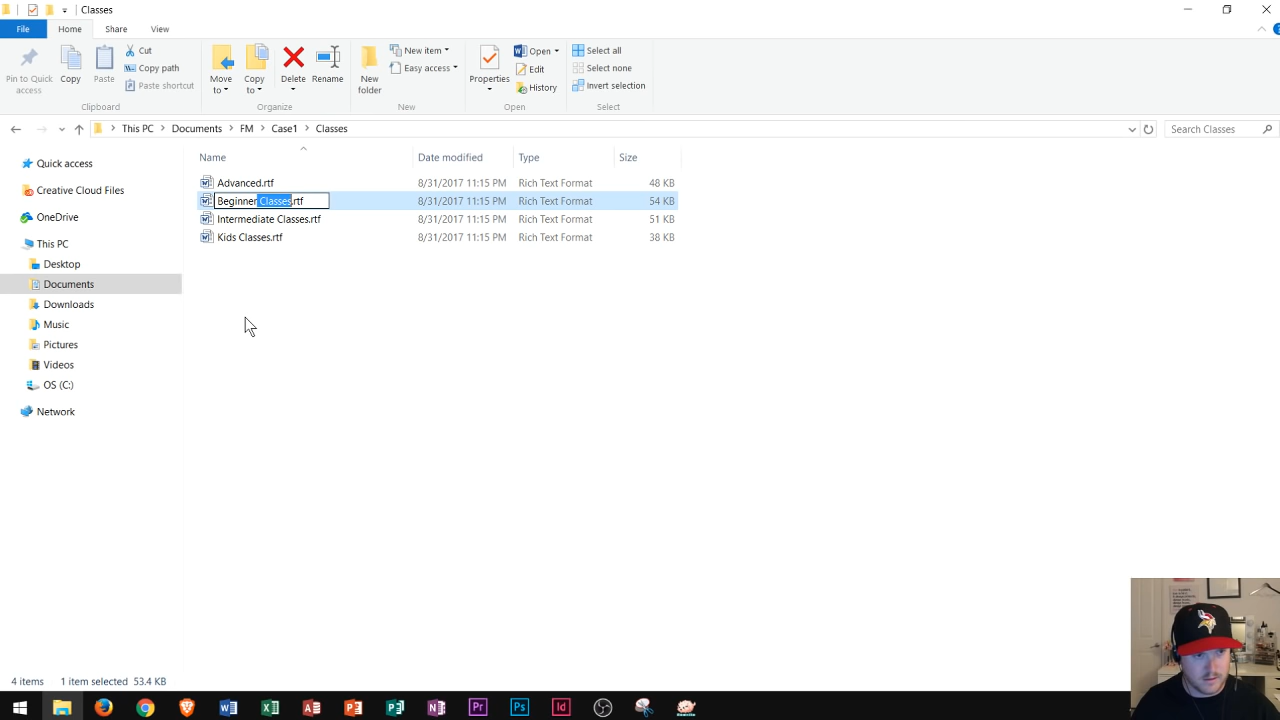 Classes
File Home Share View
Pin to Quick access
Copy
Paste
Cut
Copy path
Paste shortcut
Clipboard
Move to
Copy to
Delete
Rename
Organize
New folder
New item
Easy access
New
Properties
Open
Edit
History
Open
Select all
Select none
Invert selection
Select
This PC Documents FM Case1 Classes
Search Classes
Quick access
Creative Cloud Files
OneDrive
This PC
Desktop
Documents
Downloads
Music
Pictures
Videos
OS (C:)
Network
Name Date modified Type Size
Advanced.rtf 8/31/2017 11:15 PM Rich Text Format 48 KB
Beginner Classes.rtf 8/31/2017 11:15 PM Rich Text Format 54 KB
Intermediate Classes.rtf 8/31/2017 11:15 PM Rich Text Format 51 KB
Kids Classes.rtf 8/31/2017 11:15 PM Rich Text Format 38 KB
4 items 1 item selected 53.4 KB
Pr Ps Id